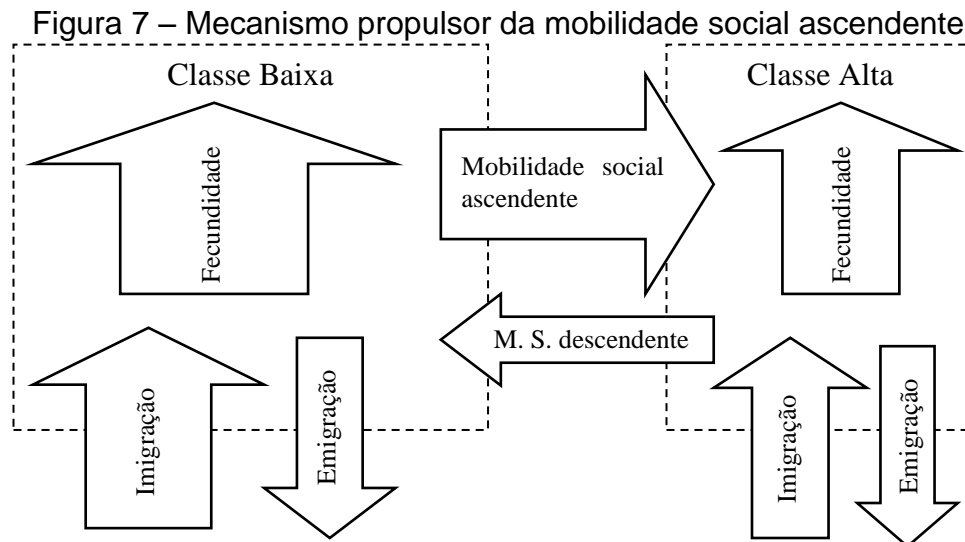 Figura 7 – Mecanismo propulsor da mobilidade social ascendente
Classe Baixa
Classe Alta
Fecundidade
Mobilidade social
ascendente
Fecundidade
M. S. descendente
Imigração
Emigração
Imigração
Emigração